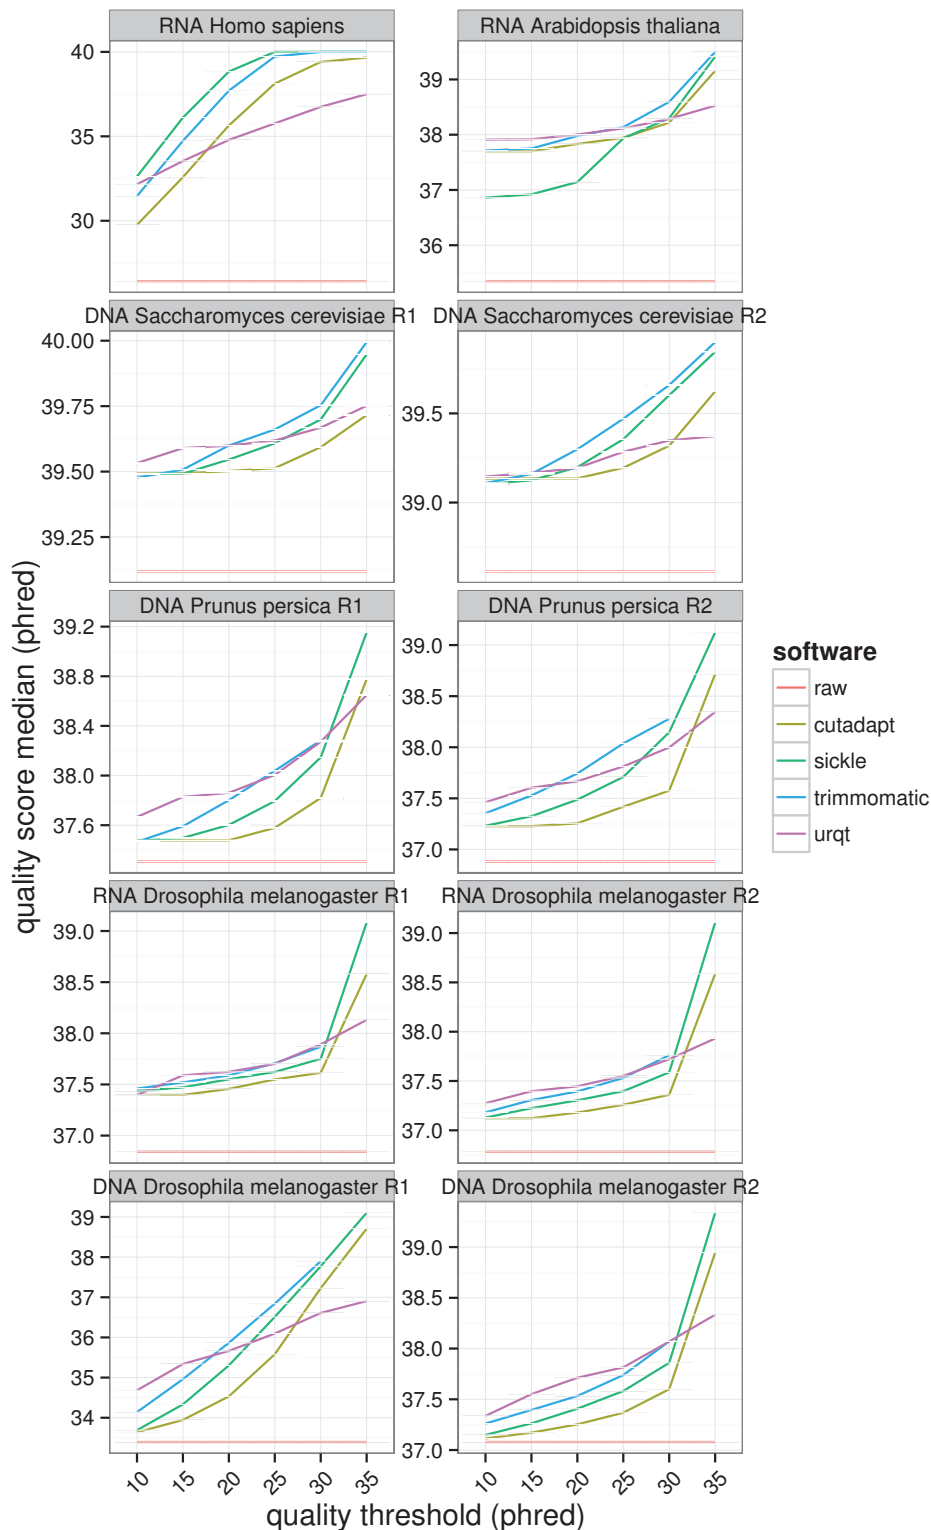 RNA Homo sapiens
RNA Arabidopsis thaliana
40
35
30
39
38
37
36
DNA Saccharomyces cerevisiae R1
DNA Saccharomyces cerevisiae R2
40.00
39.75
39.50
39.25
39.5
39.0
DNA Prunus persica R1
DNA Prunus persica R2
39.2
38.8
38.4
38.0
37.6
39.0
38.5
38.0
37.5
37.0
RNA Drosophila melanogaster R1
RNA Drosophila melanogaster R2
39.0
38.5
38.0
37.5
37.0
39.0
38.5
38.0
37.5
37.0
DNA Drosophila melanogaster R1
DNA Drosophila melanogaster R2
39
38
37
36
35
34
39.0
38.5
38.0
37.5
37.0
10 15 20 25 30 35
10 15 20 25 30 35
quality threshold (phred)
quality score median (phred)
software
raw
cutadapt
sickle
trimmomatic
urqt